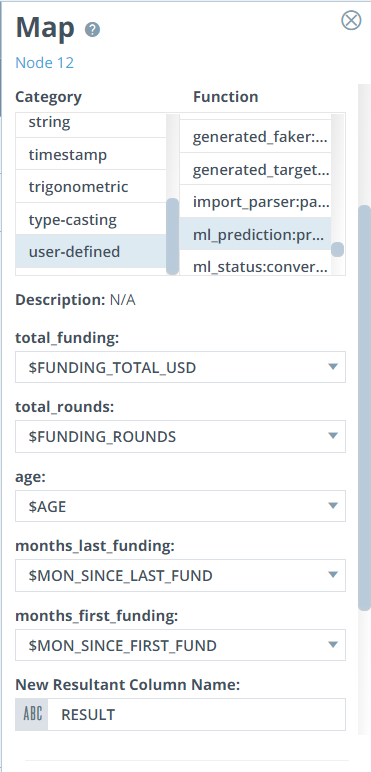 Map ?
Node 12
Category Function
string
timestamp
trigonometric
type-casting
user-defined
generated_faker:...
generated_target...
import_parser:pa...
ml_prediction:pr...
ml_status:conver...
Description: N/A
total_funding:
$FUNDING_TOTAL_USD
total_rounds:
$FUNDING_ROUNDS
age:
$AGE
months_last_funding:
$MON_SINCE_LAST_FUND
months_first_funding:
$MON_SINCE_FIRST_FUND
New Resultant Column Name:
ABC RESULT